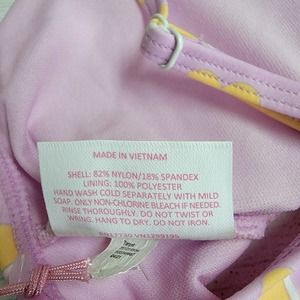 MADE IN VIETNAM
SHELL: 82% NYLON/18% SPANDEX
LINING: 100% POLYESTER
HAND WASH COLD SEPARATELY WITH MILD
SOAP. ONLY NON-CHLORINE BLEACH IF NEEDED.
RINSE THOROUGHLY. DO NOT TWIST OR
WRING. HANG TO DRY. DO NOT IRON.